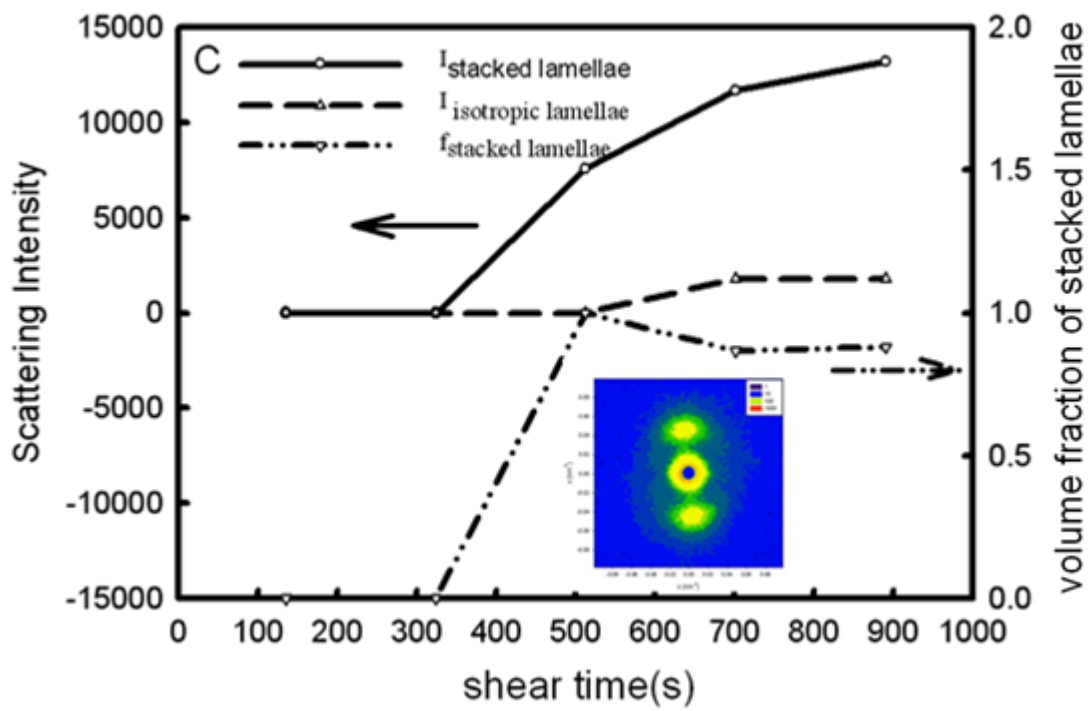 C
I stacked lamellae
I isotropic lamellae
f stacked lamellae
Scattering Intensity
15000
10000
5000
0
-5000
-10000
-15000
volume fraction of stacked lamellae
2.0
1.5
1.0
0.5
0.0
0 100 200 300 400 500 600 700 800 900 1000
shear time(s)